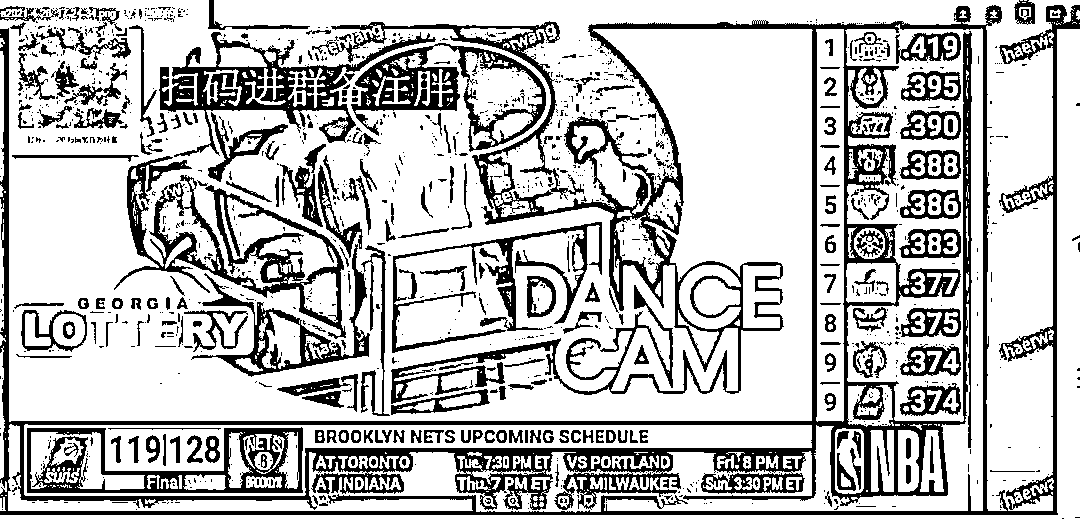 扫码进群备注胖
haerwang
GEORGIA
LOTTERY
DANCE
CAM
1 .419
2 .395
3 .390
4 .388
5 .386
6 .383
7 .377
8 .375
9 .374
9 .374
SUNS 119|128 NETS
BROOKLYN
Final
BROOKLYN NETS UPCOMING SCHEDULE
AT TORONTO Tue, 7:30 PM ET VS PORTLAND Fri. 8 PM ET
AT INDIANA Thu. 7 PM ET AT MILWAUKEE Sun. 3:30 PM ET
NBA